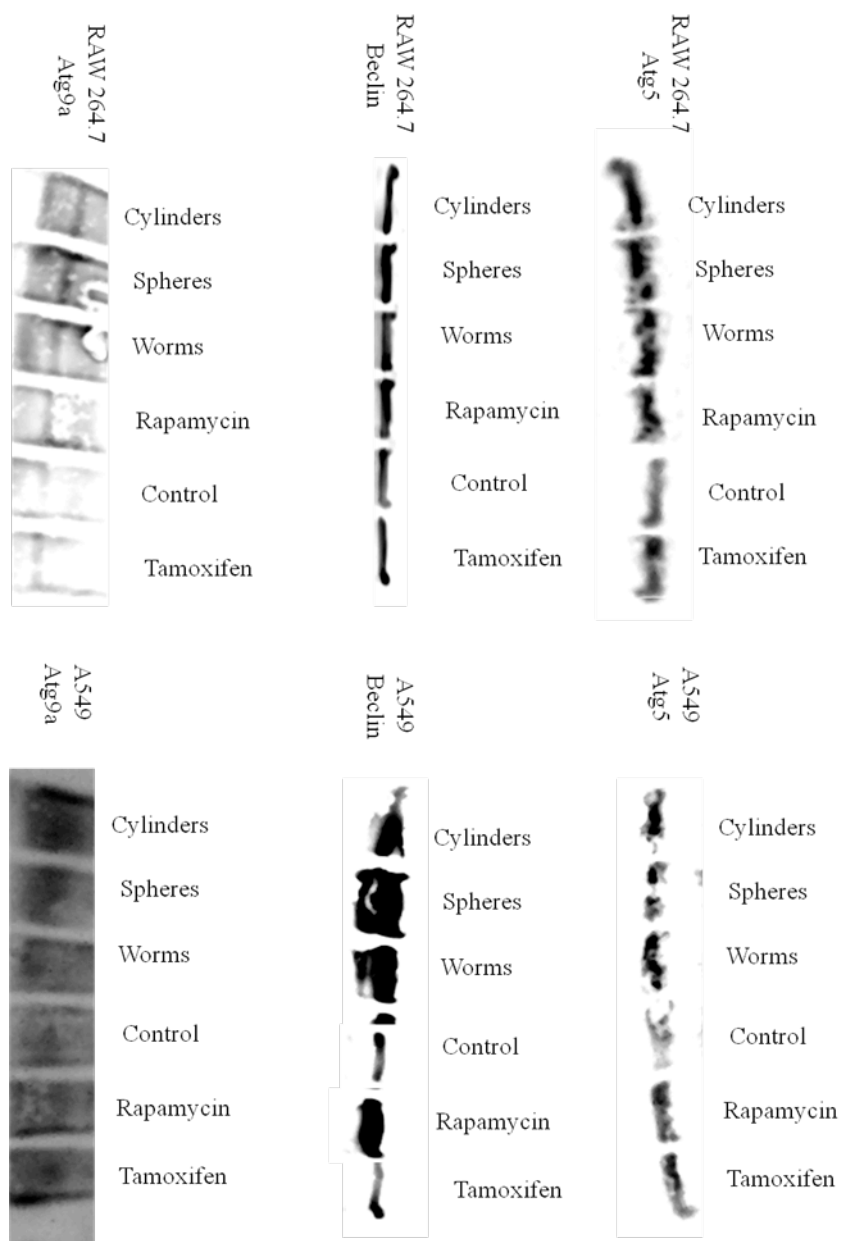 RAW 264.7
Atg9a
Cylinders
Spheres
Worms
Rapamycin
Control
Tamoxifen
RAW 264.7
Beclin
Cylinders
Spheres
Worms
Rapamycin
Control
Tamoxifen
RAW 264.7
Atg5
Cylinders
Spheres
Worms
Rapamycin
Control
Tamoxifen
A549
Atg9a
Cylinders
Spheres
Worms
Control
Rapamycin
Tamoxifen
A549
Beclin
Cylinders
Spheres
Worms
Control
Rapamycin
Tamoxifen
A549
Atg5
Cylinders
Spheres
Worms
Control
Rapamycin
Tamoxifen